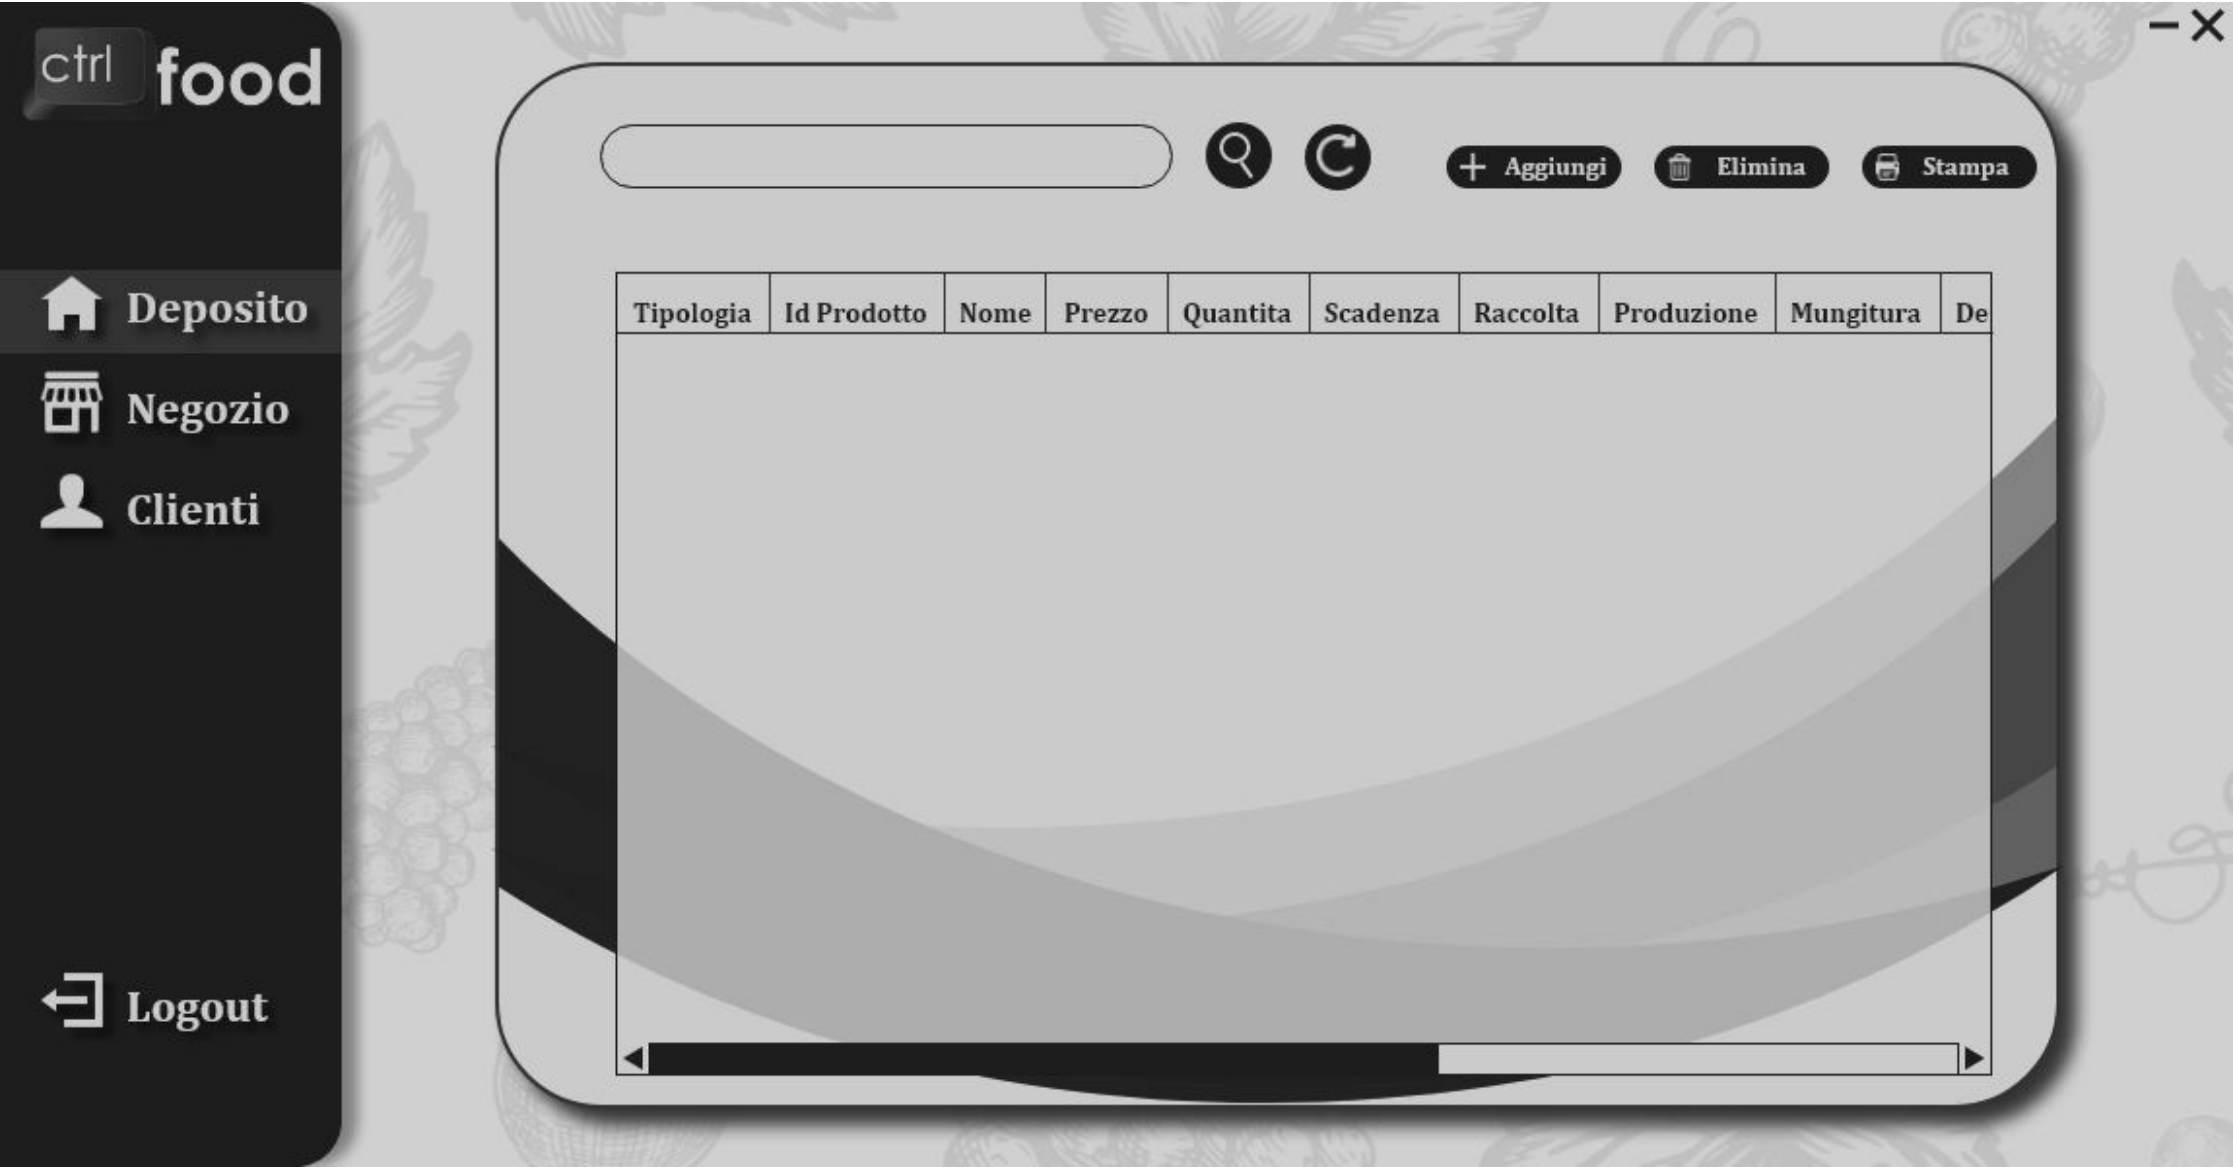 ctrl food
Deposito
Negozio
Clienti
Logout
Aggiungi Elimina Stampa
Tipologia Id Prodotto Nome Prezzo Quantita Scadenza Raccolta Produzione Mungitura De